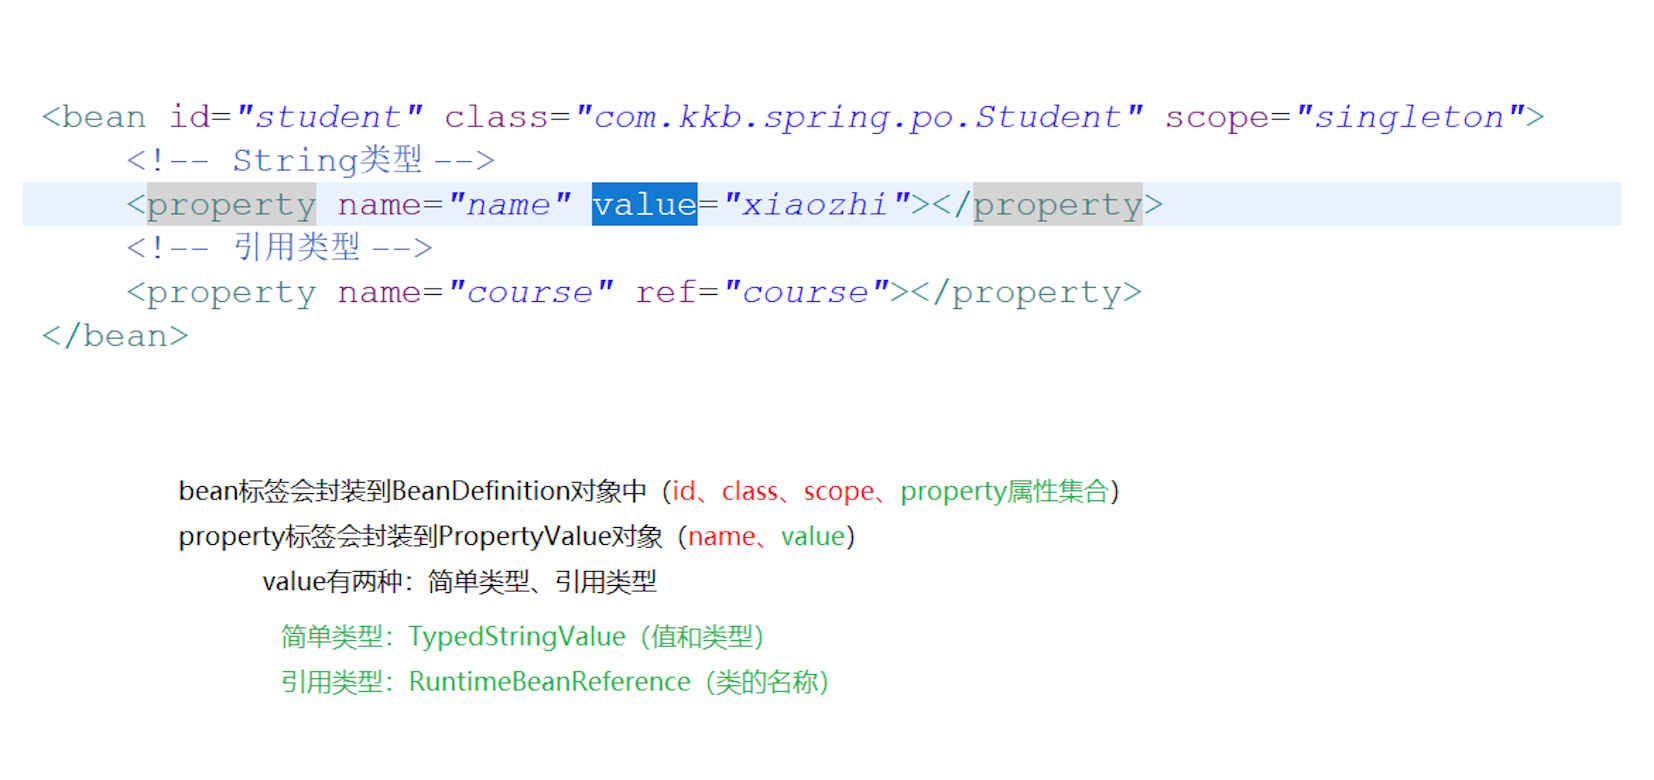 <bean id="student" class="com.kkb.spring.po.Student" scope="singleton">
<!-- String类型 -->
<property name="name" value="xiaozhi"></property>
<!-- 引用类型 -->
<property name="course" ref="course"></property>
</bean>
bean标签会封装到BeanDefinition对象中（id、class、scope、property属性集合）
property标签会封装到PropertyValue对象（name、value）
value有两种：简单类型、引用类型
简单类型：TypedStringValue（值和类型）
引用类型：RuntimeBeanReference（类的名称）